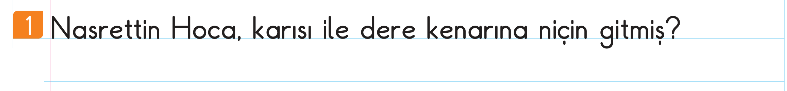 1 Nasrettin Hoca, karısı ile dere kenarına niçin gitmiş?